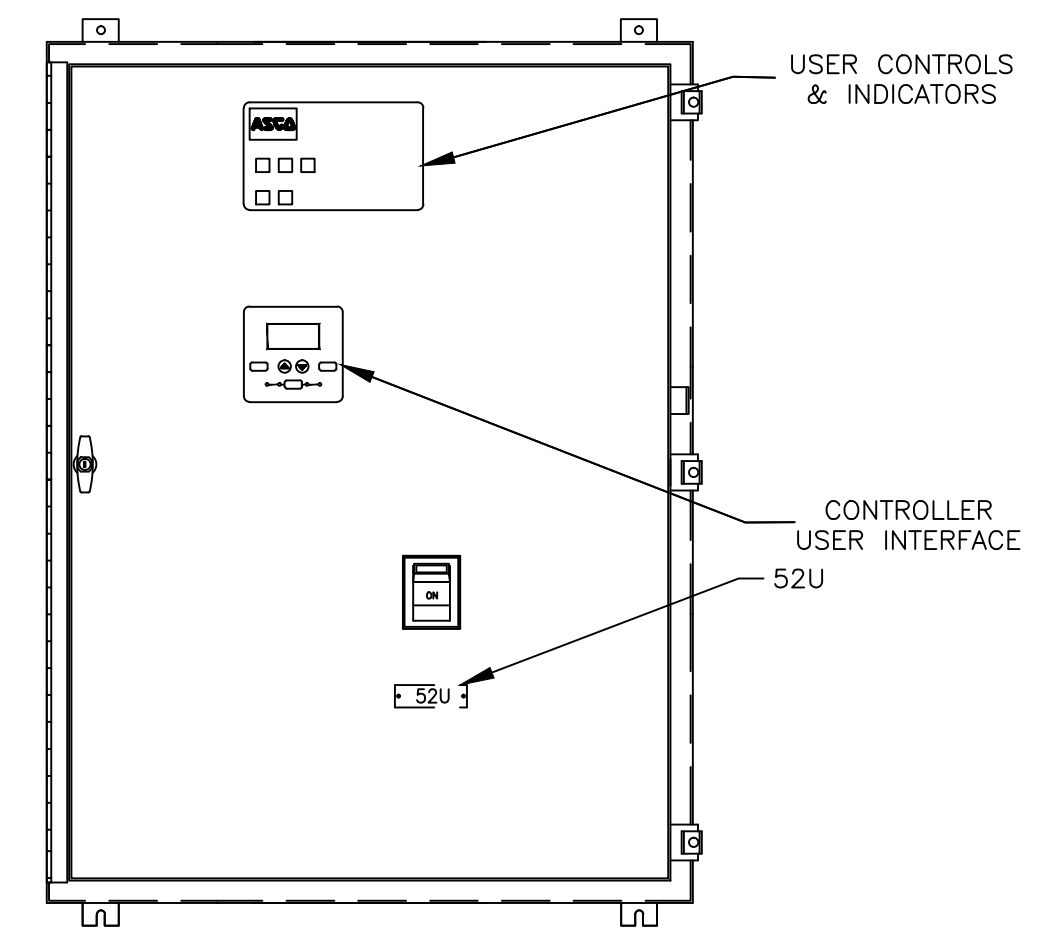 USER CONTROLS
& INDICATORS
ASCO
CONTROLLER
USER INTERFACE
52U
ON
52U